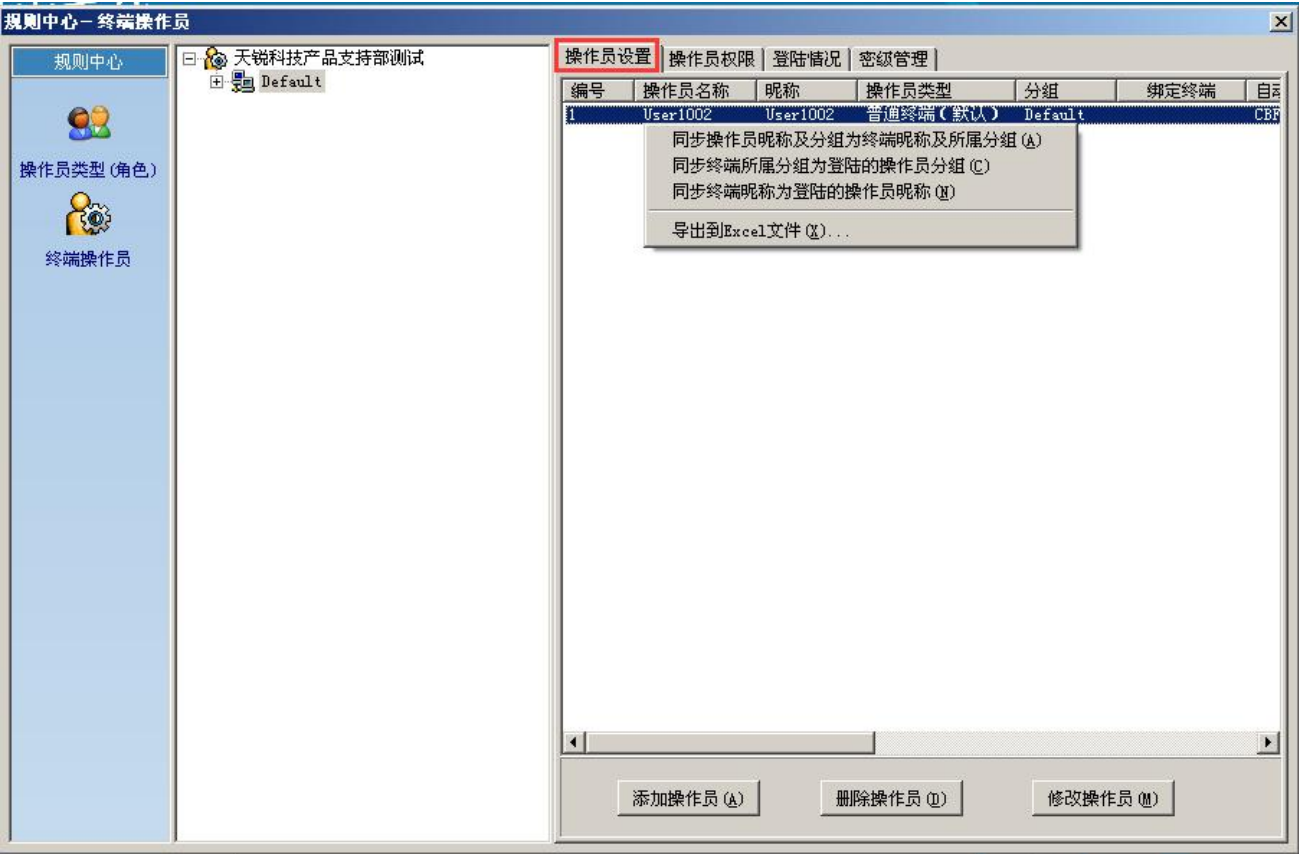 规则中心－终端操作员
规则中心
操作员类型(角色)
终端操作员
天锐科技产品支持部测试
Default
操作员设置 操作员权限 登陆情况 密级管理
编号 操作员名称 昵称 操作员类型 分组 绑定终端
1 User1002 User1002 普通终端(默认) Default
同步操作员昵称及分组为终端昵称及所属分组(A)
同步终端所属分组为登陆的操作员分组(C)
同步终端昵称为登陆的操作员昵称(N)
导出到Excel文件(X)...
添加操作员(A) 删除操作员(D) 修改操作员(M)